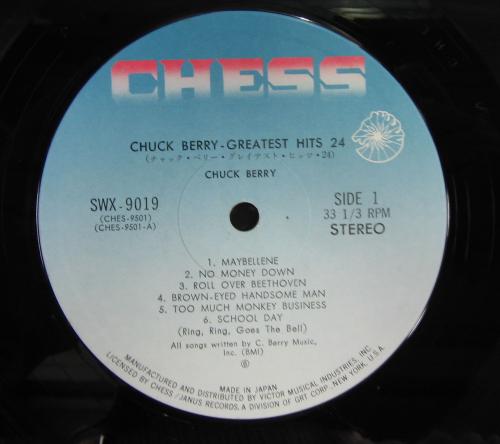 CHESS
CHUCK BERRY-GREATEST HITS 24
(チャック・ベリー・グレイテスト・ヒッツ・24)
CHUCK BERRY
SWX-9019
(CHES-9501)
(CHES-9501-A)
SIDE 1
33 1/3 RPM
STEREO
1. MAYBELLENE
2. NO MONEY DOWN
3. ROLL OVER BEETHOVEN
4. BROWN-EYED HANDSOME MAN
5. TOO MUCH MONKEY BUSINESS
6. SCHOOL DAY
(Ring, Ring, Goes The Bell)
All songs written by C. Berry Music,
Inc. (BMI)
MADE IN JAPAN
MANUFACTURED AND DISTRIBUTED BY VICTOR MUSICAL INDUSTRIES, INC.
LICENSED BY CHESS/JANUS RECORDS, A DIVISION OF GRT CORP., NEW YORK, U.S.A.